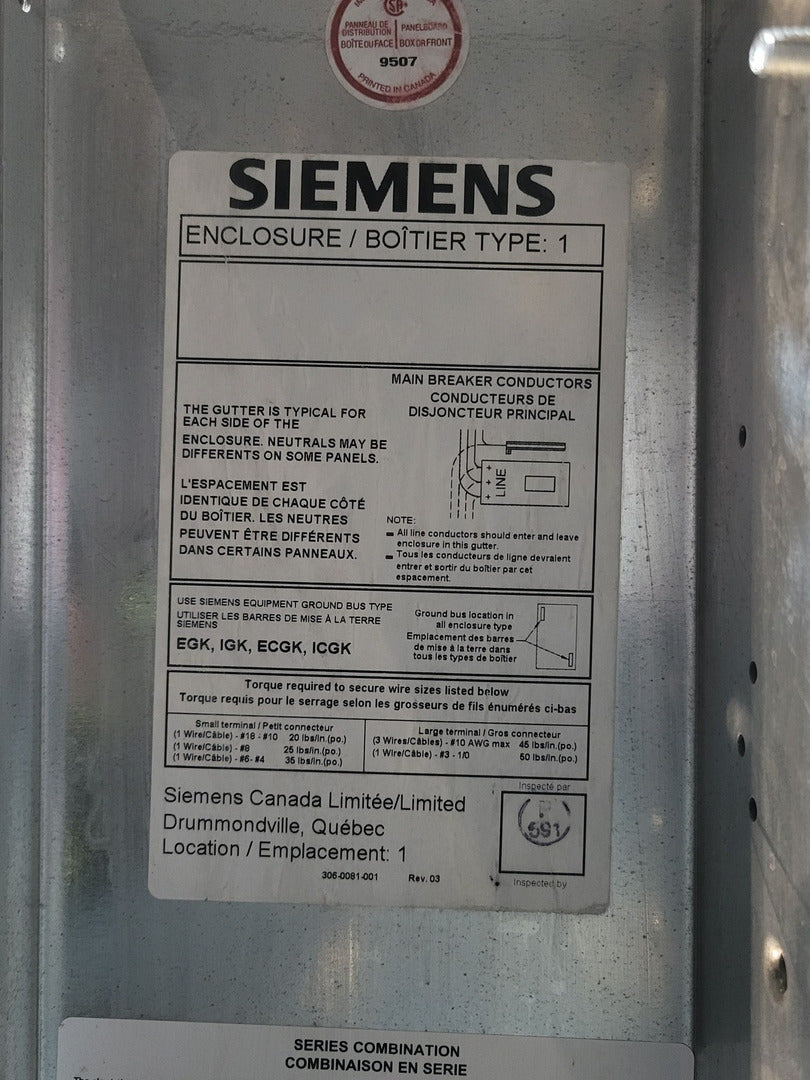 PANNEAU DE DISTRIBUTION
BOÎTE OU FACE
PANELBOARD
BOX OR FRONT
9507
PRINTED IN CANADA
SIEMENS
ENCLOSURE / BOÎTIER TYPE: 1
MAIN BREAKER CONDUCTORS
CONDUCTEURS DE
DISJONCTEUR PRINCIPAL
THE GUTTER IS TYPICAL FOR
EACH SIDE OF THE
ENCLOSURE. NEUTRALS MAY BE
DIFFERENTS ON SOME PANELS.
L'ESPACEMENT EST
IDENTIQUE DE CHAQUE CÔTÉ
DU BOÎTIER. LES NEUTRES
PEUVENT ÊTRE DIFFÉRENTS
DANS CERTAINS PANNEAUX.
LINE
NOTE:
All line conductors should enter and leave
enclosure in this gutter.
Tous les conducteurs de ligne devraient
entrer et sortir du boîtier par cet
espacement.
USE SIEMENS EQUIPMENT GROUND BUS TYPE
UTILISER LES BARRES DE MISE À LA TERRE
SIEMENS
EGK, IGK, ECGK, ICGK
Ground bus location in
all enclosure type
Emplacement des barres
de mise à la terre dans
tous les types de boîtier
Torque required to secure wire sizes listed below
Torque requis pour le serrage selon les grosseurs de fils énumérés ci-bas
Small terminal / Petit connecteur
(1 Wire/Câble) - #18 - #10 20 lbs/in.(po.)
(1 Wire/Câble) - #8 25 lbs/in.(po.)
(1 Wire/Câble) - #6 - #4 35 lbs/in.(po.)
Large terminal / Gros connecteur
(3 Wires/Câbles) - #10 AWG max 45 lbs/in.(po.)
(1 Wire/Câble) - #3 - 1/0 50 lbs/in.(po.)
Siemens Canada Limitée/Limited
Drummondville, Québec
Location / Emplacement: 1
306-0081-001 Rev. 03
Inspecté par
591
Inspected by
SERIES COMBINATION
COMBINAISON EN SERIE